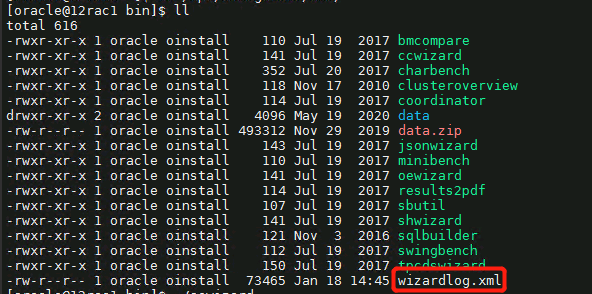 [oracle@12rac1 bin]$ ll
total 616
-rwxr-xr-x 1 oracle oinstall    110 Jul 19  2017 bmcompare
-rwxr-xr-x 1 oracle oinstall    141 Jul 19  2017 ccwizard
-rwxr-xr-x 1 oracle oinstall    352 Jul 20  2017 charbench
-rwxr-xr-x 1 oracle oinstall    118 Nov 17  2010 clusteroverview
-rwxr-xr-x 1 oracle oinstall    114 Jul 19  2017 coordinator
drwxr-xr-x 2 oracle oinstall   4096 May 19  2020 data
-rw-r--r-- 1 oracle oinstall 493312 Nov 29  2019 data.zip
-rwxr-xr-x 1 oracle oinstall    143 Jul 19  2017 jsonwizard
-rwxr-xr-x 1 oracle oinstall    110 Jul 19  2017 minibench
-rwxr-xr-x 1 oracle oinstall    141 Jul 19  2017 oewizard
-rwxr-xr-x 1 oracle oinstall    114 Jul 19  2017 results2pdf
-rwxr-xr-x 1 oracle oinstall    107 Jul 19  2017 sbutil
-rwxr-xr-x 1 oracle oinstall    141 Jul 19  2017 shwizard
-rwxr-xr-x 1 oracle oinstall    121 Nov  3  2016 sqlbuilder
-rwxr-xr-x 1 oracle oinstall    112 Jul 19  2017 swingbench
-rwxr-xr-x 1 oracle oinstall    150 Jul 19  2017 tpcdswizard
-rw-r--r-- 1 oracle oinstall  73465 Jan 18 14:45 wizardlog.xml